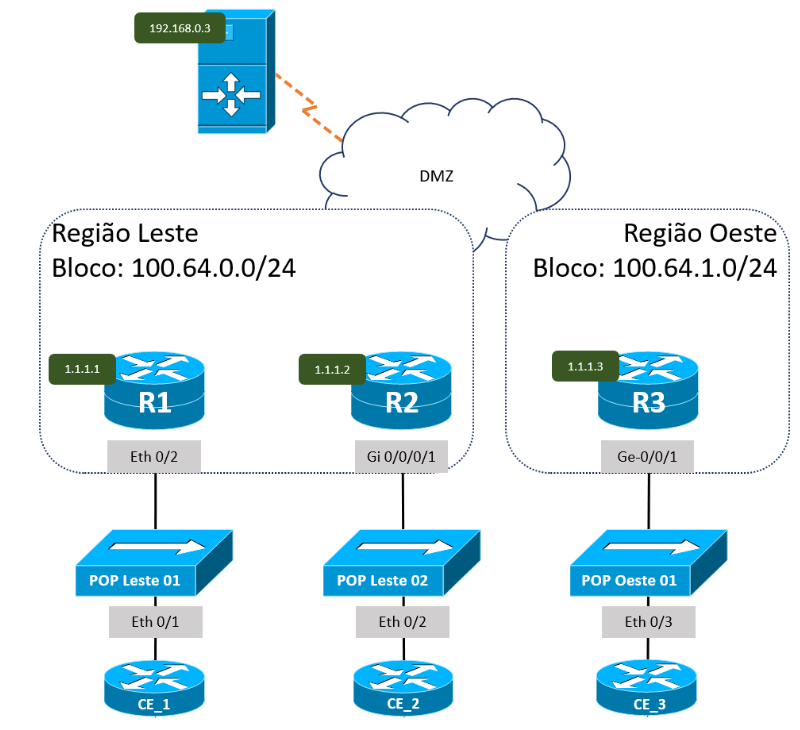 192.168.0.3
DMZ
Região Leste
Bloco: 100.64.0.0/24
Região Oeste
Bloco: 100.64.1.0/24
1.1.1.1
R1
1.1.1.2
R2
1.1.1.3
R3
Eth 0/2
Gi 0/0/0/1
Ge-0/0/1
POP Leste 01
POP Leste 02
POP Oeste 01
Eth 0/1
Eth 0/2
Eth 0/3
CE_1
CE_2
CE_3